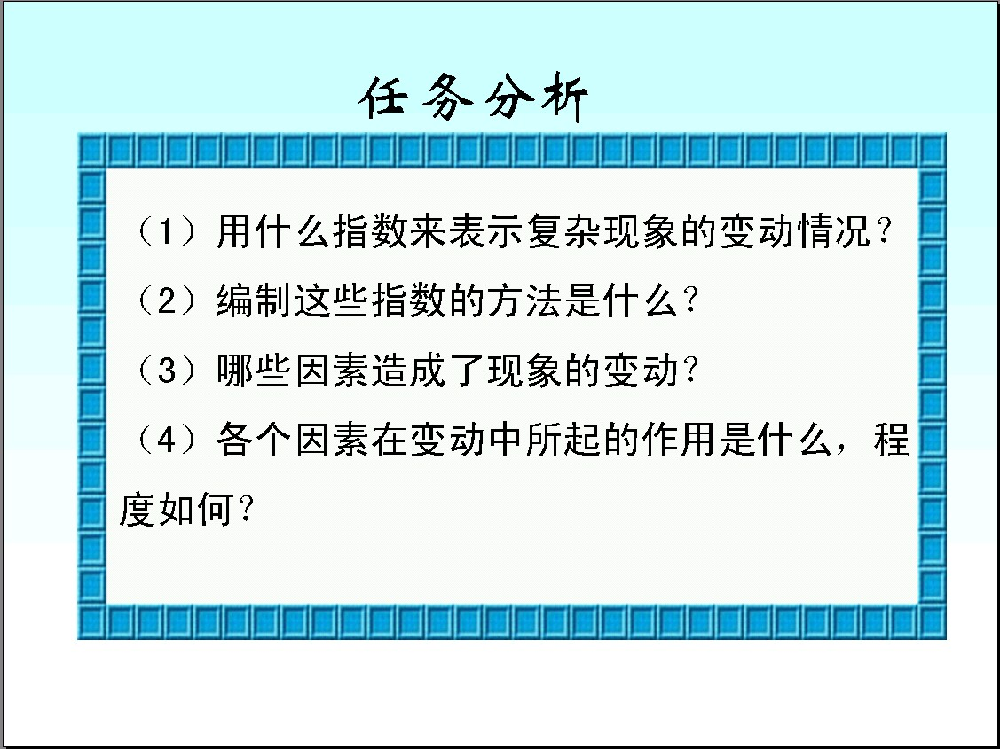 任务分析
（1）用什么指数来表示复杂现象的变动情况？
（2）编制这些指数的方法是什么？
（3）哪些因素造成了现象的变动？
（4）各个因素在变动中所起的作用是什么，程
度如何？